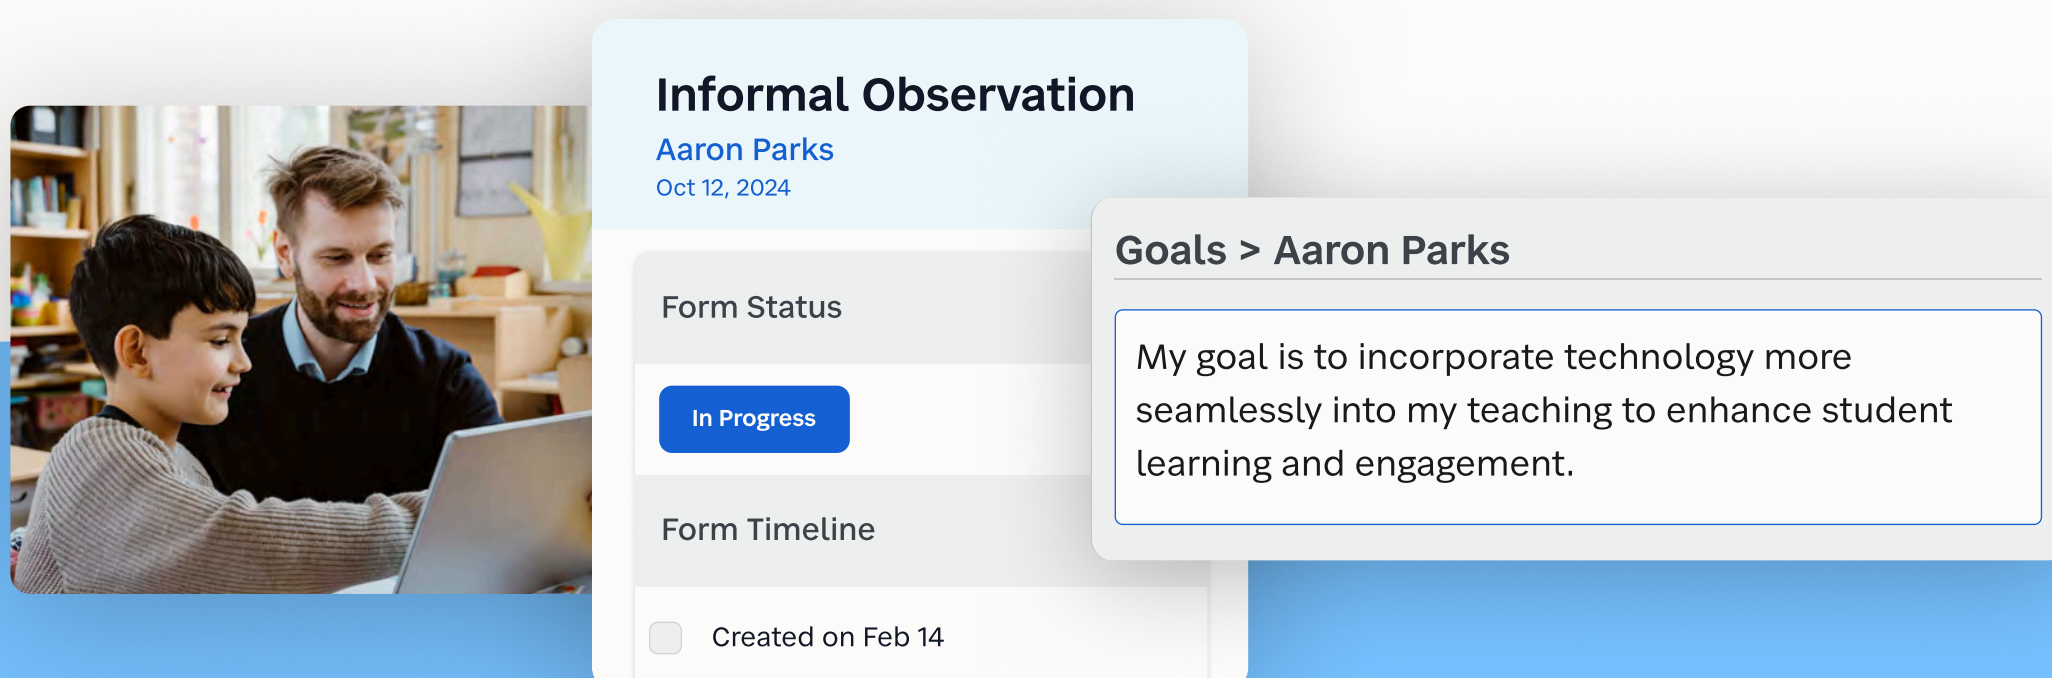 Informal Observation
Aaron Parks
Oct 12, 2024
Form Status
In Progress
Form Timeline
Created on Feb 14
Goals > Aaron Parks
My goal is to incorporate technology more
seamlessly into my teaching to enhance student
learning and engagement.